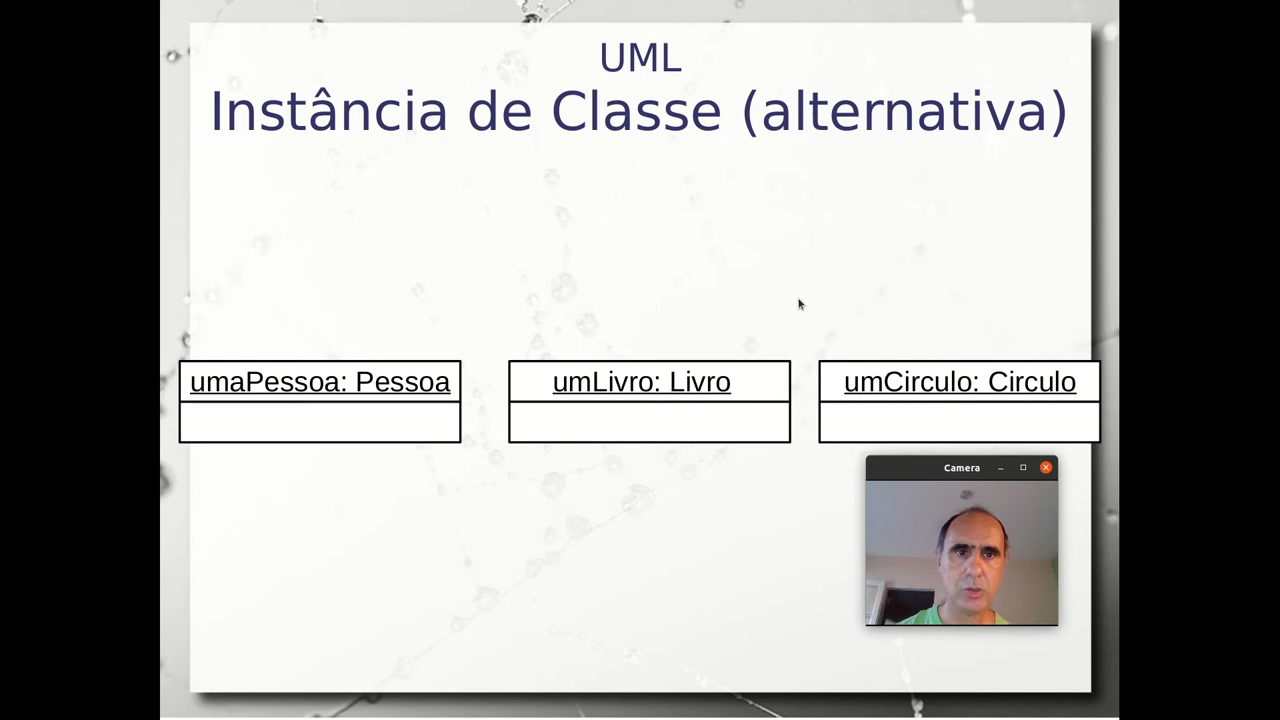 UML
Instância de Classe (alternativa)
umaPessoa: Pessoa
umLivro: Livro
umCirculo: Circulo
Camera